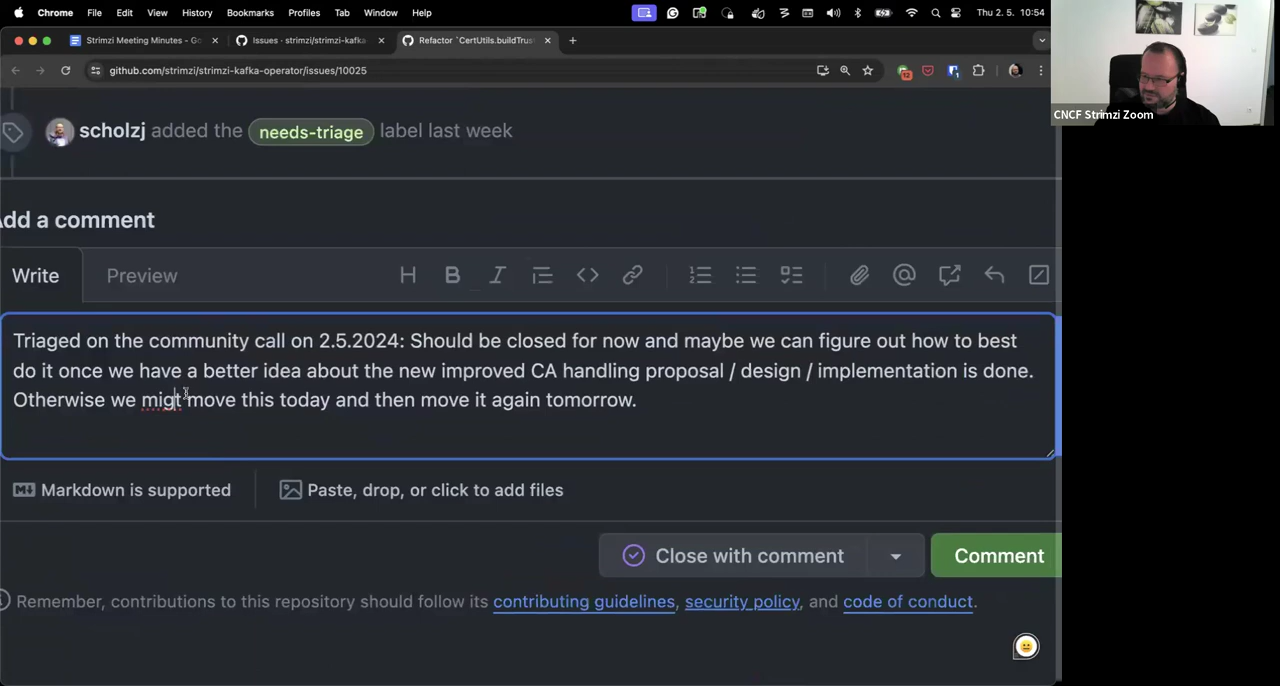 Chrome File Edit View History Bookmarks Profiles Tab Window Help Thu 2. 5. 10:54
Strimzi Meeting Minutes - Go Issues · strimzi/strimzi-kafka Refactor `CertUtils.buildTrus
github.com/strimzi/strimzi-kafka-operator/issues/10025
12 1
CNCF Strimzi Zoom
scholzj added the needs-triage label last week
Add a comment
Write Preview
Triaged on the community call on 2.5.2024: Should be closed for now and maybe we can figure out how to best
do it once we have a better idea about the new improved CA handling proposal / design / implementation is done.
Otherwise we migt move this today and then move it again tomorrow.
Markdown is supported Paste, drop, or click to add files
Close with comment Comment
Remember, contributions to this repository should follow its contributing guidelines, security policy, and code of conduct.